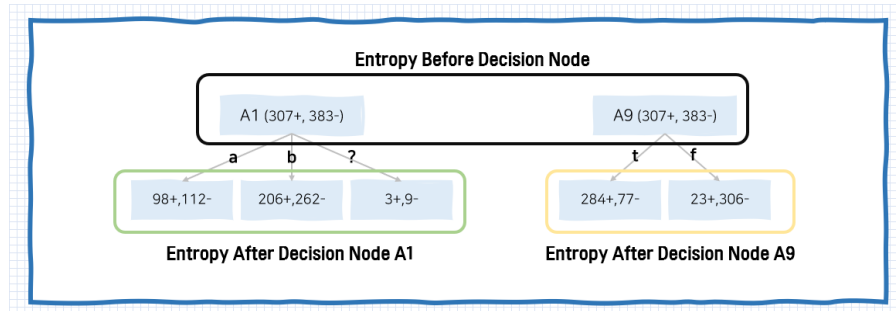 Entropy Before Decision Node
A1 (307+, 383-)
A9 (307+, 383-)
a
b
?
t
f
98+,112-
206+,262-
3+,9-
284+,77-
23+,306-
Entropy After Decision Node A1
Entropy After Decision Node A9